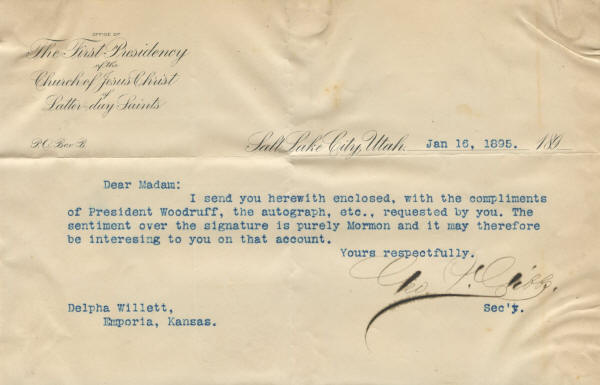 OFFICE OF
The First Presidency
of the
Church of Jesus Christ
of
Latter-day Saints
P.O. Box B.
Salt Lake City, Utah. Jan 16, 1895. 189
Dear Madam:
I send you herewith enclosed, with the compliments
of President Woodruff, the autograph, etc., requested by you. The
sentiment over the signature is purely Mormon and it may therefore
be interesing to you on that account.
Yours respectfully.
Geo. F. Gibbs.
Delpha Willett,
Sec'y.
Emporia, Kansas.